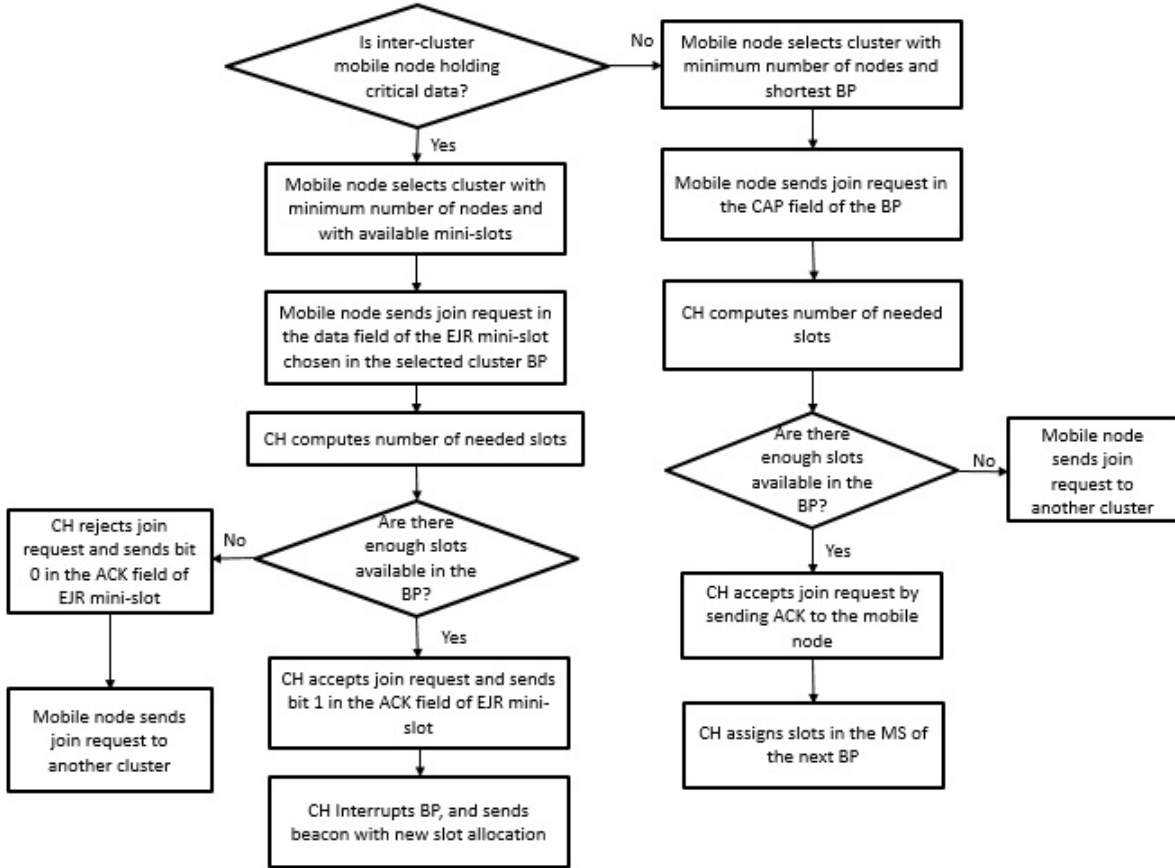 Is inter-cluster
mobile node holding
critical data?
No
Mobile node selects cluster with
minimum number of nodes and
shortest BP
Yes
Mobile node selects cluster with
minimum number of nodes and
with available mini-slots
Mobile node sends join request in
the CAP field of the BP
Mobile node sends join request in
the data field of the EJR mini-slot
chosen in the selected cluster BP
CH computes number of needed
slots
CH computes number of needed slots
Are there
enough slots
available in the
BP?
No
Mobile node
sends join
request to
another cluster
Yes
CH rejects join
request and sends bit
0 in the ACK field of
EJR mini-slot
No
Are there
enough slots
available in the
BP?
Yes
CH accepts join request by
sending ACK to the mobile
node
Mobile node sends
join request to
another cluster
CH accepts join request and sends
bit 1 in the ACK field of EJR mini-
slot
CH assigns slots in the MS of
the next BP
CH Interrupts BP, and sends
beacon with new slot allocation